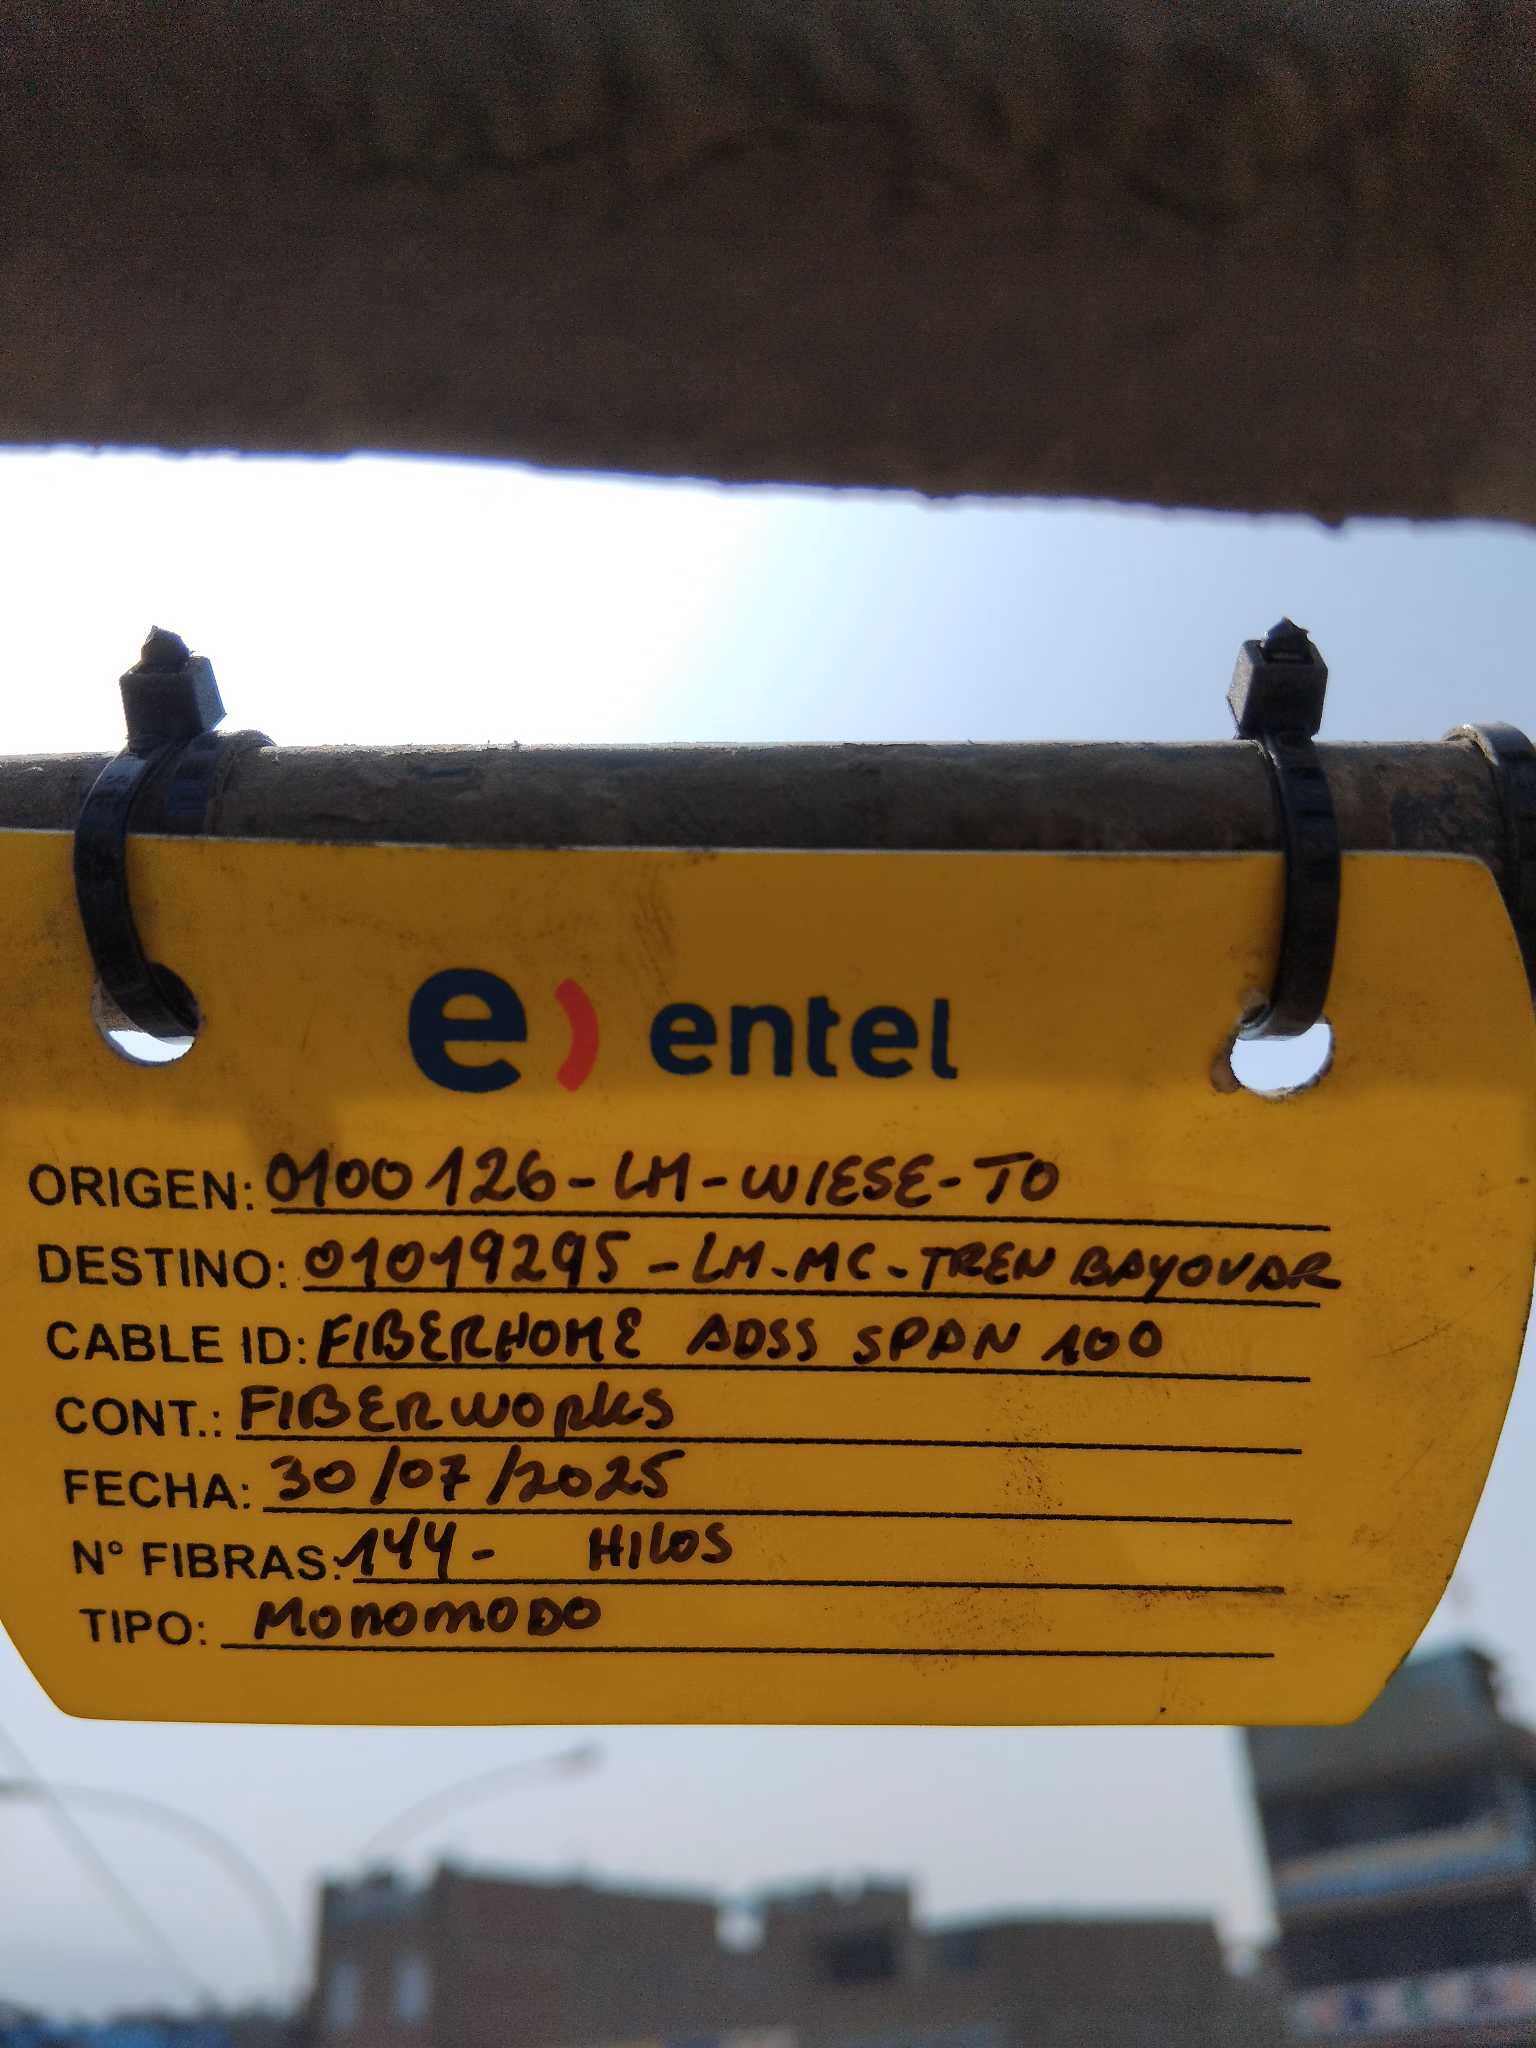 e) entel
ORIGEN: 0100126-LM-WIESE-TO
DESTINO: 01019295-LM-MC-TREN BAYOVAR
CABLE ID: FIBERHOME ADSS SPAN 100
CONT.: FIBERWORKS
FECHA: 30/07/2025
N° FIBRAS: 144- HILOS
TIPO: MONOMODO